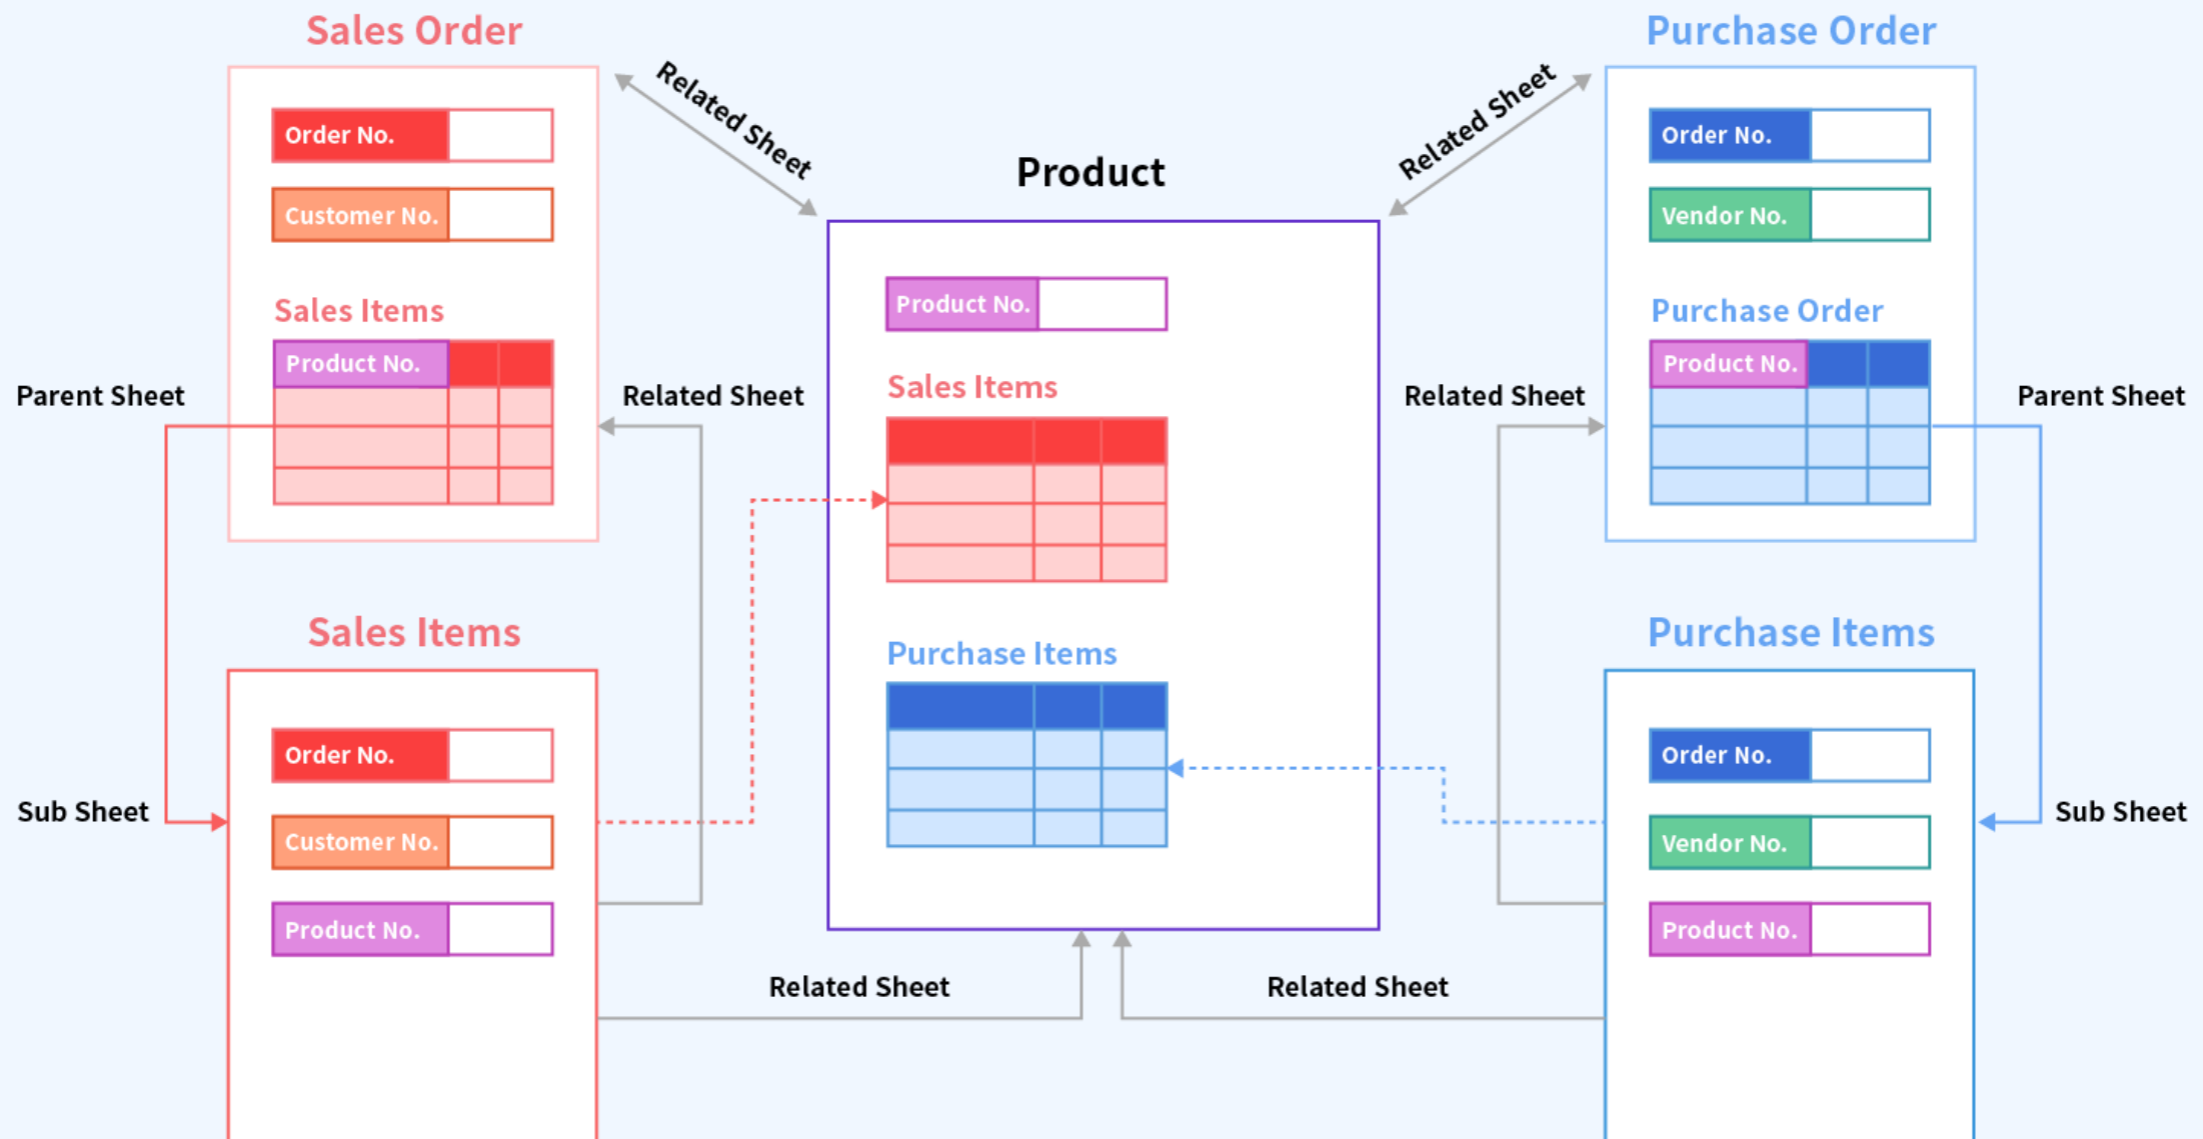 Sales Order
Purchase Order
Related Sheet
Related Sheet
Order No.
Order No.
Product
Customer No.
Vendor No.
Product No.
Sales Items
Purchase Order
Product No.
Product No.
Sales Items
Parent Sheet
Related Sheet
Related Sheet
Parent Sheet
Sales Items
Purchase Items
Purchase Items
Order No.
Order No.
Sub Sheet
Sub Sheet
Customer No.
Vendor No.
Product No.
Product No.
Related Sheet
Related Sheet